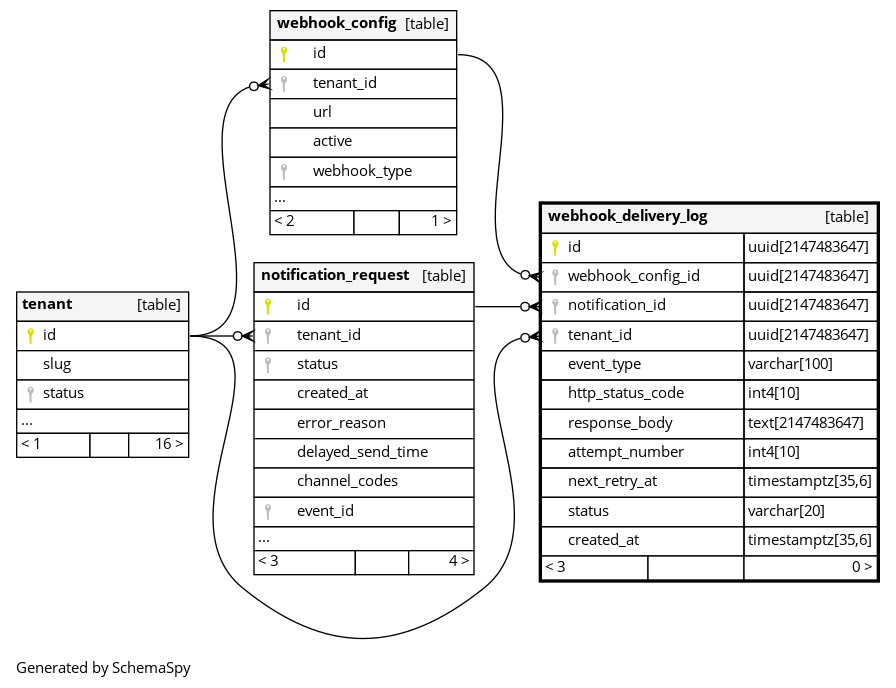 webhook_config [table]
id
tenant_id
url
active
webhook_type
...
< 2 1 >
notification_request [table]
id
tenant_id
status
created_at
error_reason
delayed_send_time
channel_codes
event_id
...
< 3 4 >
tenant [table]
id
slug
status
...
< 1 16 >
webhook_delivery_log [table]
id uuid[2147483647]
webhook_config_id uuid[2147483647]
notification_id uuid[2147483647]
tenant_id uuid[2147483647]
event_type varchar[100]
http_status_code int4[10]
response_body text[2147483647]
attempt_number int4[10]
next_retry_at timestamptz[35,6]
status varchar[20]
created_at timestamptz[35,6]
< 3 0 >
Generated by SchemaSpy